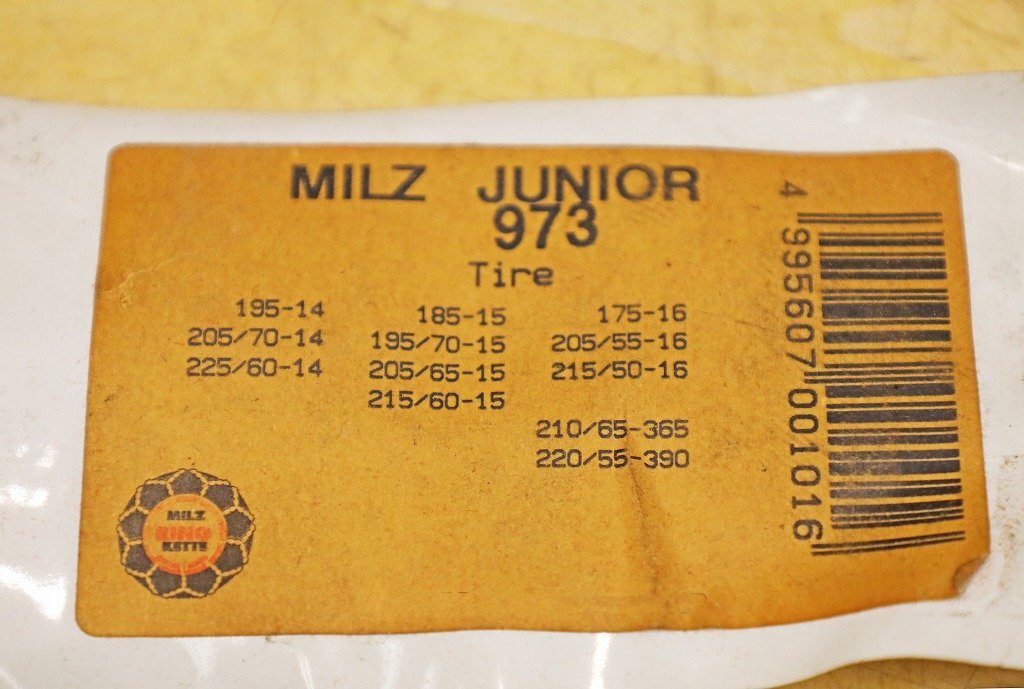 MILZ JUNIOR
973
Tire
195-14 185-15 175-16
205/70-14 195/70-15 205/55-16
225/60-14 205/65-15 215/50-16
215/60-15
210/65-365
220/55-390
4 995607 001016
MILZ
RING
KETTE